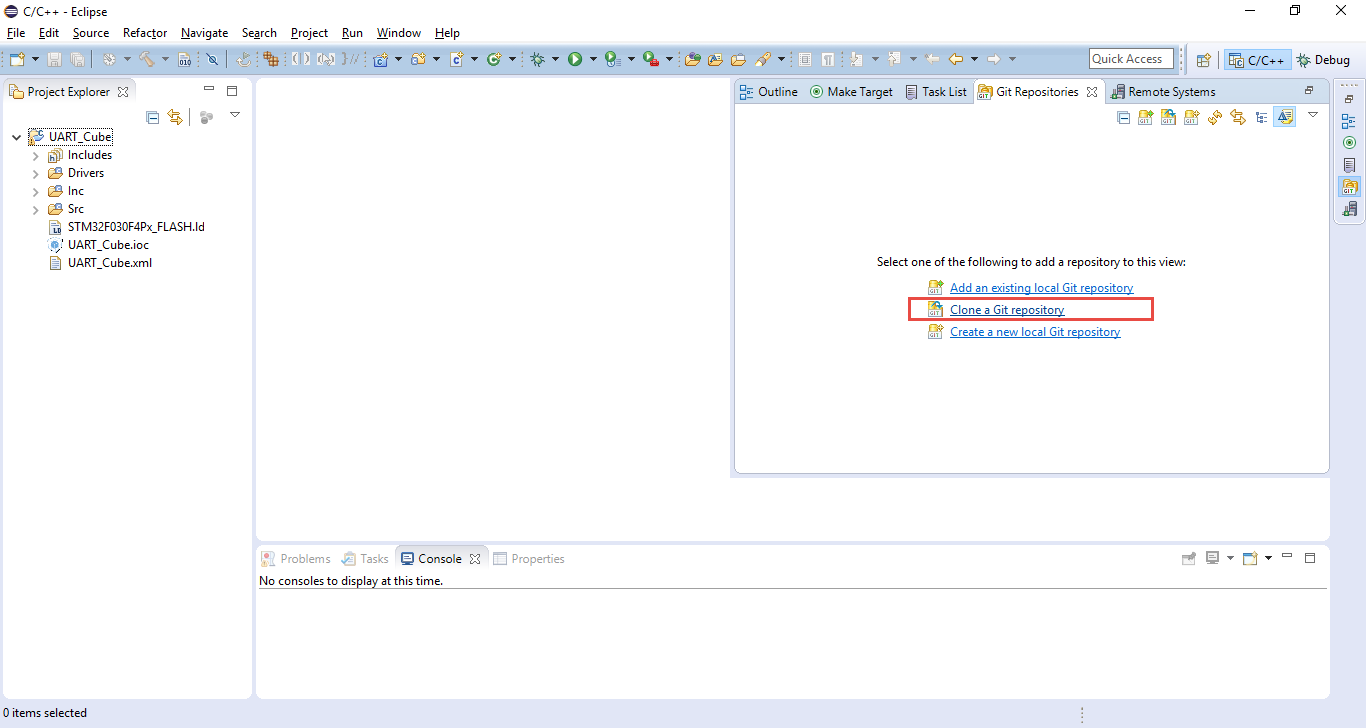 C/C++ - Eclipse
File Edit Source Refactor Navigate Search Project Run Window Help
Quick Access
C/C++
Debug
Project Explorer
UART_Cube
Includes
Drivers
Inc
Src
STM32F030F4Px_FLASH.ld
UART_Cube.ioc
UART_Cube.xml
Outline Make Target Task List Git Repositories Remote Systems
Select one of the following to add a repository to this view:
Add an existing local Git repository
Clone a Git repository
Create a new local Git repository
Problems Tasks Console Properties
No consoles to display at this time.
0 items selected